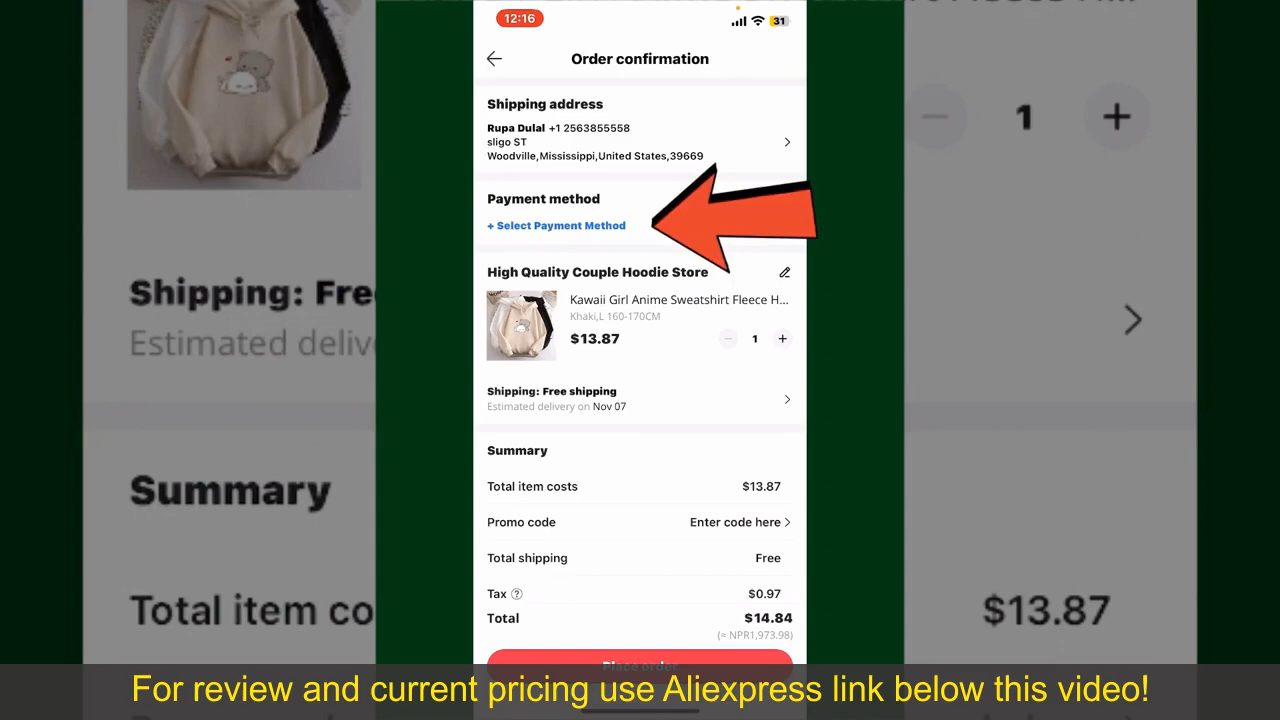 12:16
31
Order confirmation
Shipping address
Rupa Dulal +1 2563855558
sligo ST
Woodville,Mississippi,United States,39669
Payment method
+ Select Payment Method
High Quality Couple Hoodie Store
Kawaii Girl Anime Sweatshirt Fleece H...
Khaki,L 160-170CM
$13.87
1
Shipping: Free shipping
Estimated delivery on Nov 07
Summary
Total item costs $13.87
Promo code Enter code here
Total shipping Free
Tax $0.97
Total $14.84
(≈ NPR1,973.98)
Place order
1
Shipping: Fre
Estimated deliv
Summary
Total item co
$13.87
For review and current pricing use Aliexpress link below this video!